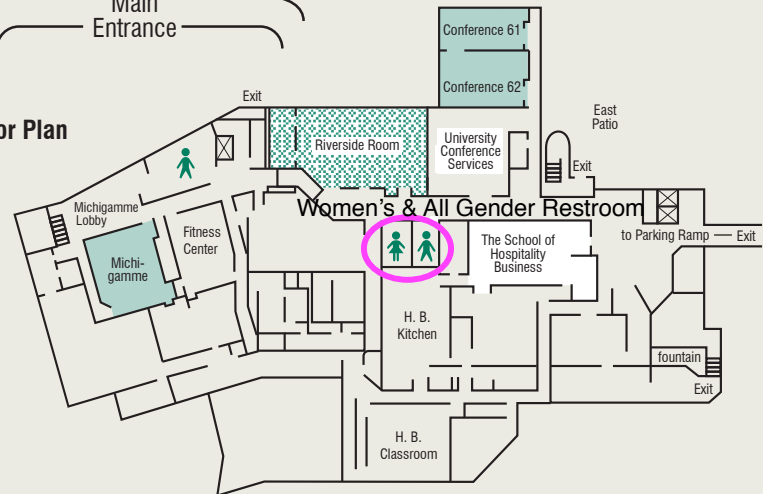 Main
Entrance
Conference 61
Conference 62
Exit
East
Patio
or Plan
Riverside Room
University
Conference
Services
Exit
Women's & All Gender Restroom
Michigamme
Lobby
Fitness
Center
Michi-
gamme
The School of
Hospitality
Business
to Parking Ramp — Exit
H. B.
Kitchen
fountain
Exit
H. B.
Classroom